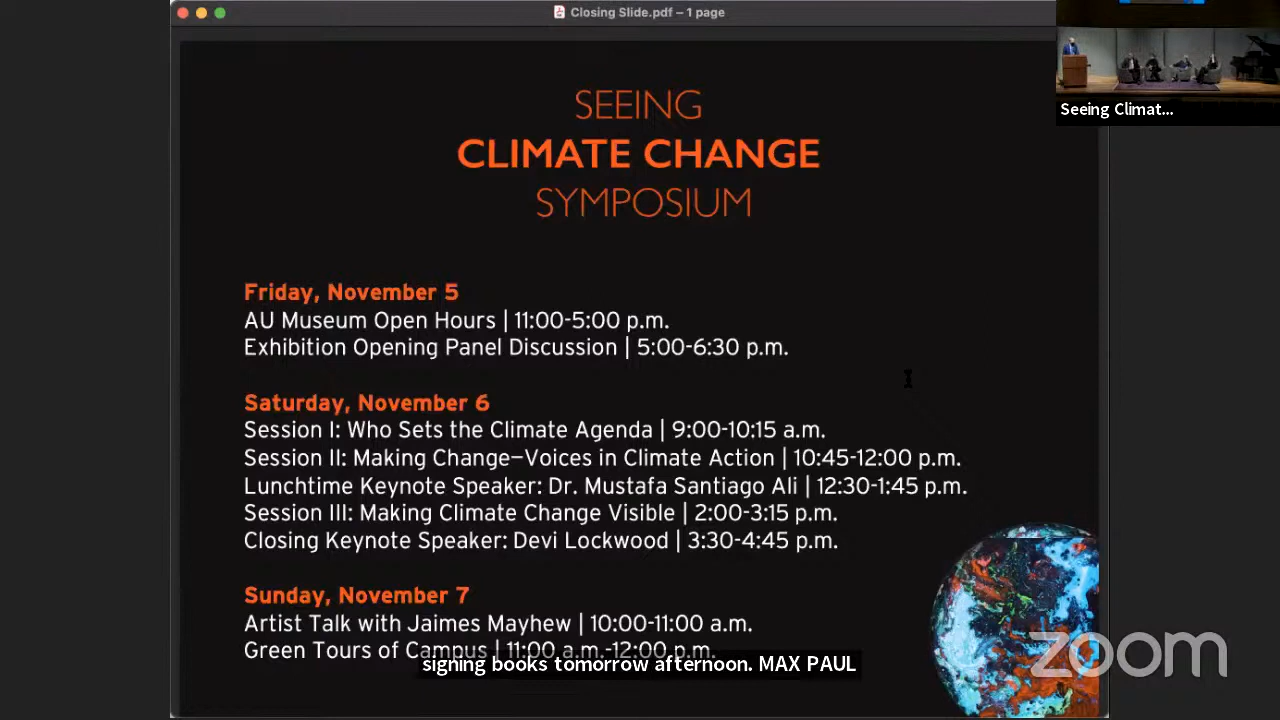 Closing Slide.pdf – 1 page
Seeing Climat...
SEEING
CLIMATE CHANGE
SYMPOSIUM
Friday, November 5
AU Museum Open Hours | 11:00-5:00 p.m.
Exhibition Opening Panel Discussion | 5:00-6:30 p.m.
Saturday, November 6
Session I: Who Sets the Climate Agenda | 9:00-10:15 a.m.
Session II: Making Change—Voices in Climate Action | 10:45-12:00 p.m.
Lunchtime Keynote Speaker: Dr. Mustafa Santiago Ali | 12:30-1:45 p.m.
Session III: Making Climate Change Visible | 2:00-3:15 p.m.
Closing Keynote Speaker: Devi Lockwood | 3:30-4:45 p.m.
Sunday, November 7
Artist Talk with Jaimes Mayhew | 10:00-11:00 a.m.
Green Tours of Campus | 11:00 a.m.-12:00 p.m.
signing books tomorrow afternoon. MAX PAUL
zoom